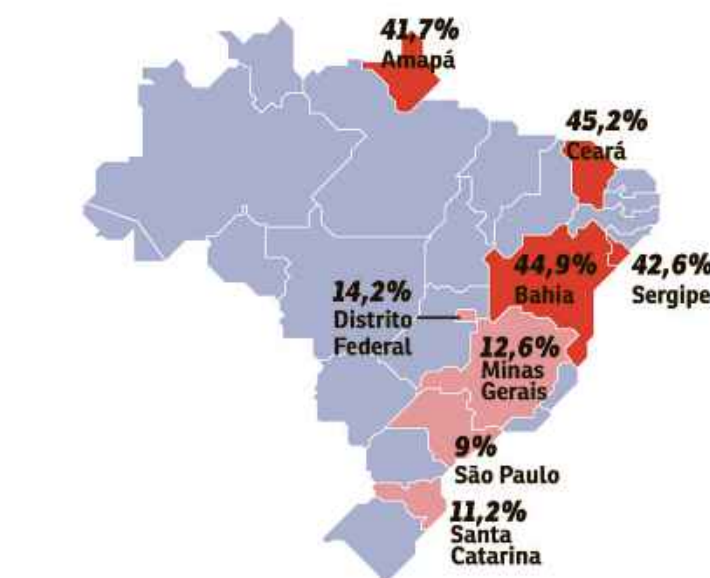 41,7%
Amapá
45,2%
Ceará
44,9%
Bahia
42,6%
Sergipe
14,2%
Distrito
Federal
12,6%
Minas
Gerais
9%
São Paulo
11,2%
Santa
Catarina